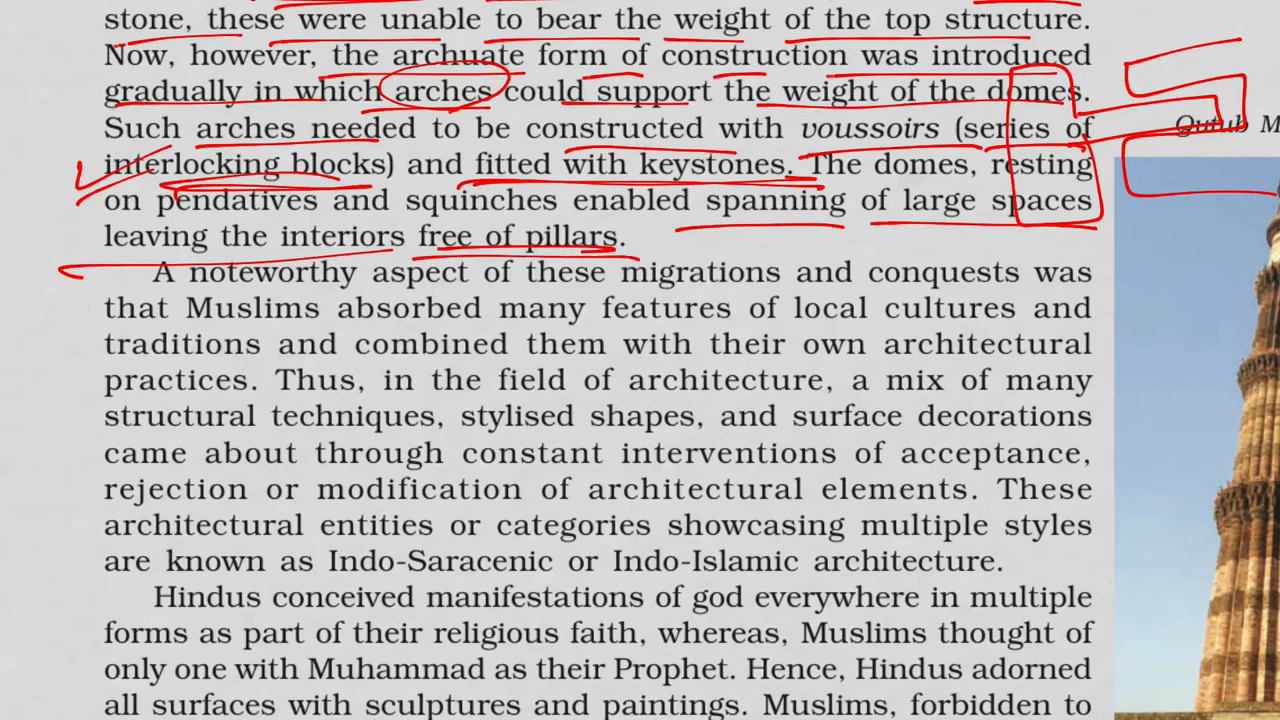 stone, these were unable to bear the weight of the top structure.
Now, however, the archuate form of construction was introduced
gradually in which arches could support the weight of the domes.
Such arches needed to be constructed with voussoirs (series of
interlocking blocks) and fitted with keystones. The domes, resting
on pendatives and squinches enabled spanning of large spaces
leaving the interiors free of pillars.
A noteworthy aspect of these migrations and conquests was
that Muslims absorbed many features of local cultures and
traditions and combined them with their own architectural
practices. Thus, in the field of architecture, a mix of many
structural techniques, stylised shapes, and surface decorations
came about through constant interventions of acceptance,
rejection or modification of architectural elements. These
architectural entities or categories showcasing multiple styles
are known as Indo-Saracenic or Indo-Islamic architecture.
Hindus conceived manifestations of god everywhere in multiple
forms as part of their religious faith, whereas, Muslims thought of
only one with Muhammad as their Prophet. Hence, Hindus adorned
all surfaces with sculptures and paintings. Muslims, forbidden to
Qutub M